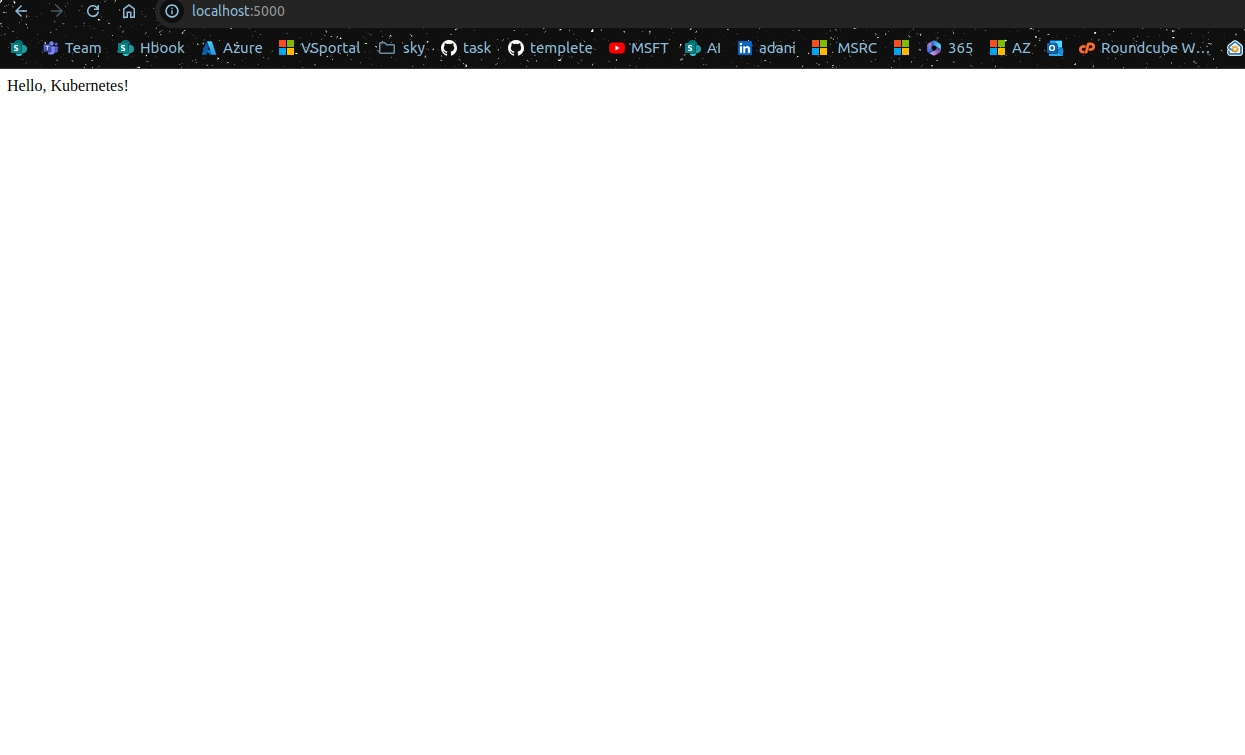 localhost:5000
Team Hbook Azure VSportal sky task templete MSFT AI adani MSRC 365 AZ Roundcube W...
Hello, Kubernetes!